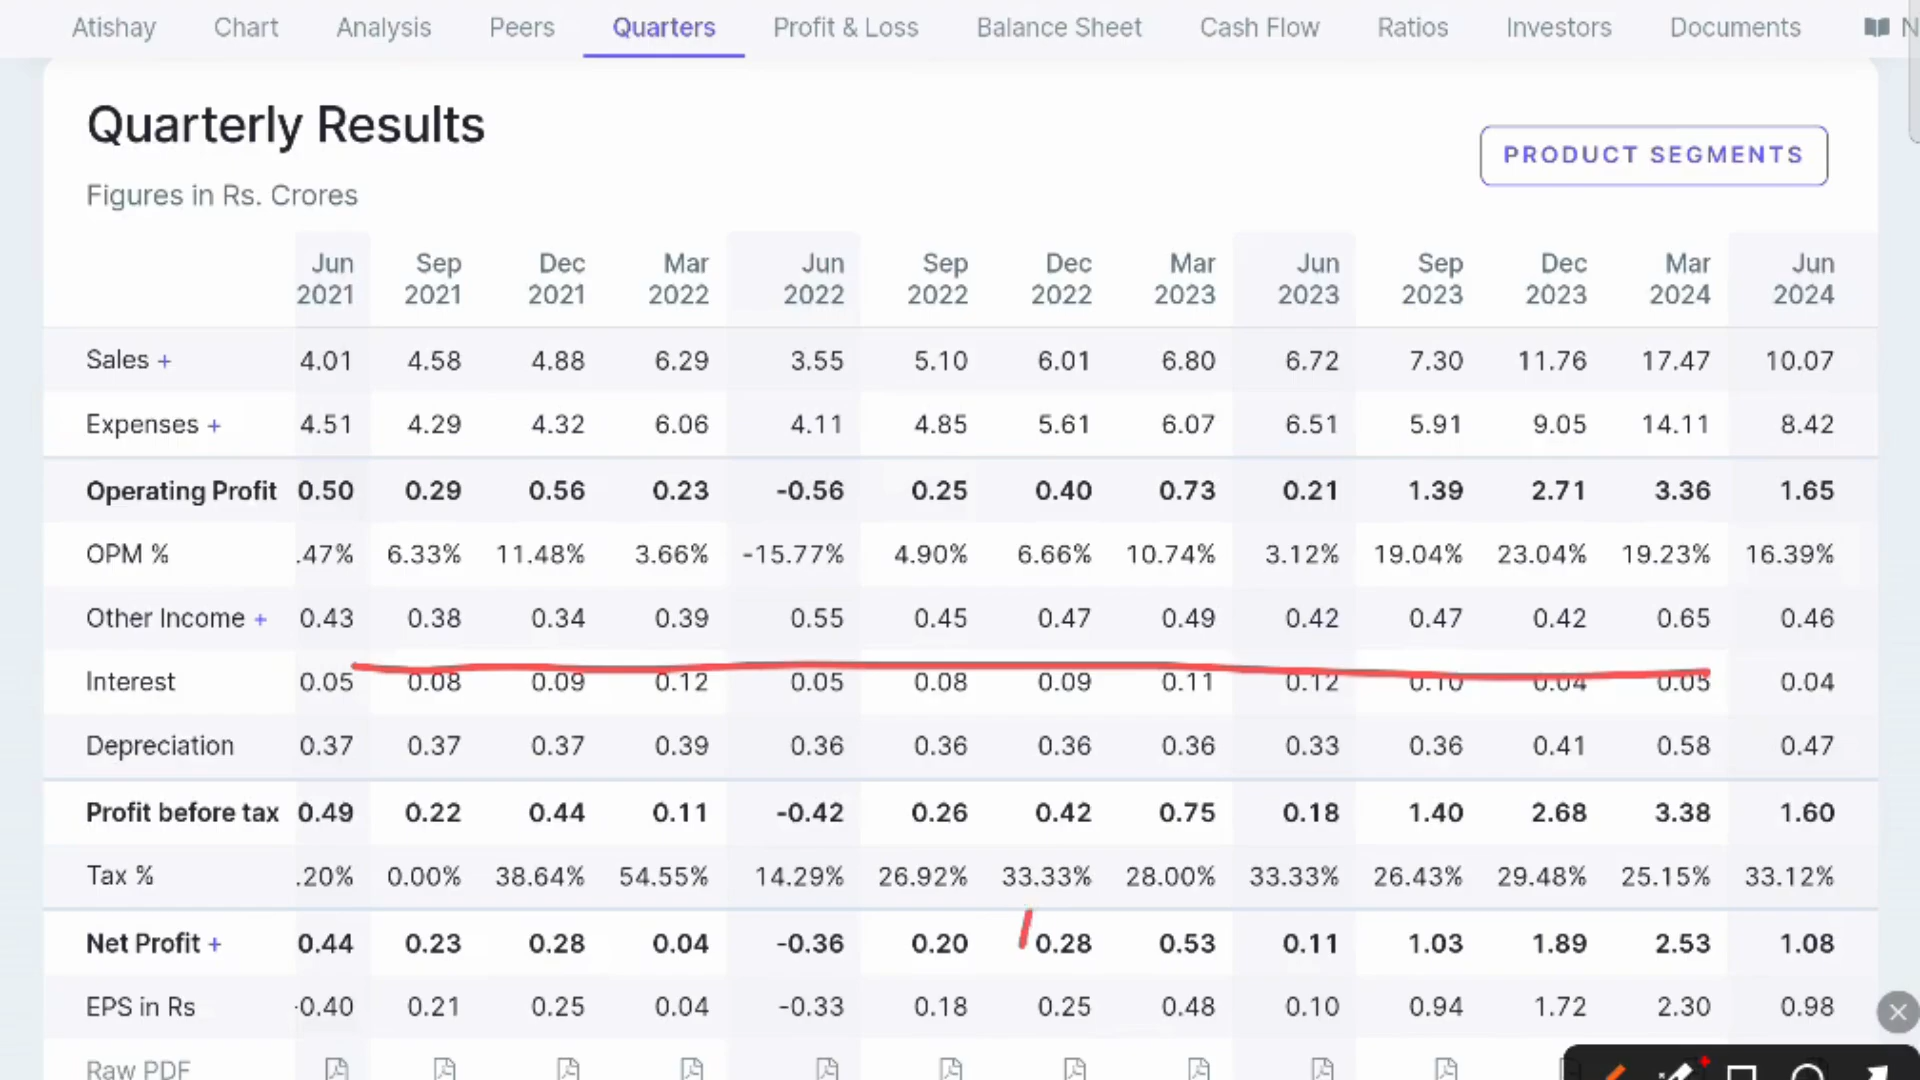 Atishay Chart Analysis Peers Quarters Profit & Loss Balance Sheet Cash Flow Ratios Investors Documents N
Quarterly Results
PRODUCT SEGMENTS
Figures in Rs. Crores
Jun 2021 Sep 2021 Dec 2021 Mar 2022 Jun 2022 Sep 2022 Dec 2022 Mar 2023 Jun 2023 Sep 2023 Dec 2023 Mar 2024 Jun 2024
Sales + 4.01 4.58 4.88 6.29 3.55 5.10 6.01 6.80 6.72 7.30 11.76 17.47 10.07
Expenses + 4.51 4.29 4.32 6.06 4.11 4.85 5.61 6.07 6.51 5.91 9.05 14.11 8.42
Operating Profit 0.50 0.29 0.56 0.23 -0.56 0.25 0.40 0.73 0.21 1.39 2.71 3.36 1.65
OPM % .47% 6.33% 11.48% 3.66% -15.77% 4.90% 6.66% 10.74% 3.12% 19.04% 23.04% 19.23% 16.39%
Other Income + 0.43 0.38 0.34 0.39 0.55 0.45 0.47 0.49 0.42 0.47 0.42 0.65 0.46
Interest 0.05 0.08 0.09 0.12 0.05 0.08 0.09 0.11 0.12 0.10 0.04 0.05 0.04
Depreciation 0.37 0.37 0.37 0.39 0.36 0.36 0.36 0.36 0.33 0.36 0.41 0.58 0.47
Profit before tax 0.49 0.22 0.44 0.11 -0.42 0.26 0.42 0.75 0.18 1.40 2.68 3.38 1.60
Tax % .20% 0.00% 38.64% 54.55% 14.29% 26.92% 33.33% 28.00% 33.33% 26.43% 29.48% 25.15% 33.12%
Net Profit + 0.44 0.23 0.28 0.04 -0.36 0.20 0.28 0.53 0.11 1.03 1.89 2.53 1.08
EPS in Rs -0.40 0.21 0.25 0.04 -0.33 0.18 0.25 0.48 0.10 0.94 1.72 2.30 0.98
Raw PDF